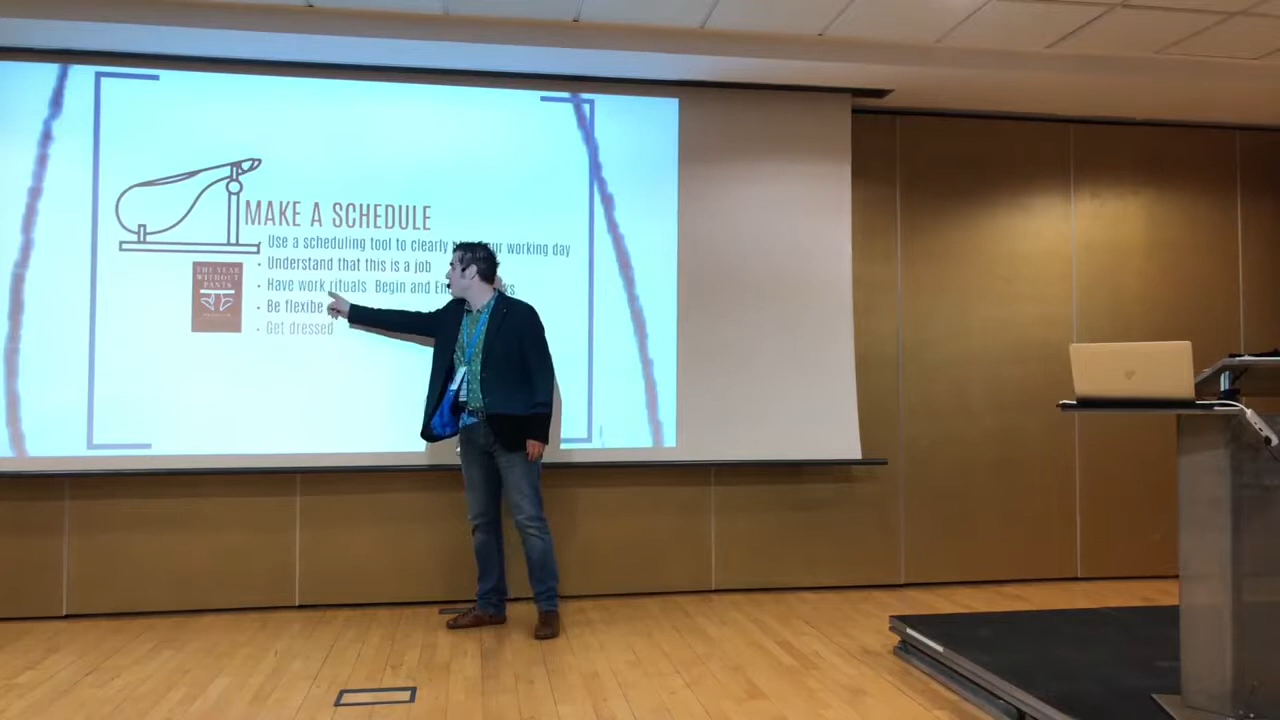 MAKE A SCHEDULE
Use a scheduling tool to clearly working day
Understand that this is a job
Have work rituals Begin and
Be flexibe
Get dressed
THE YEAR
WITHOUT
PANTS